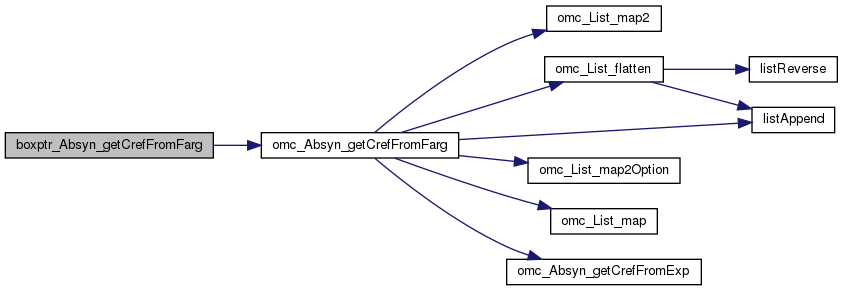 omc_List_map2
omc_List_flatten
listReverse
listAppend
boxptr_Absyn_getCrefFromFarg
omc_Absyn_getCrefFromFarg
omc_List_map2Option
omc_List_map
omc_Absyn_getCrefFromExp